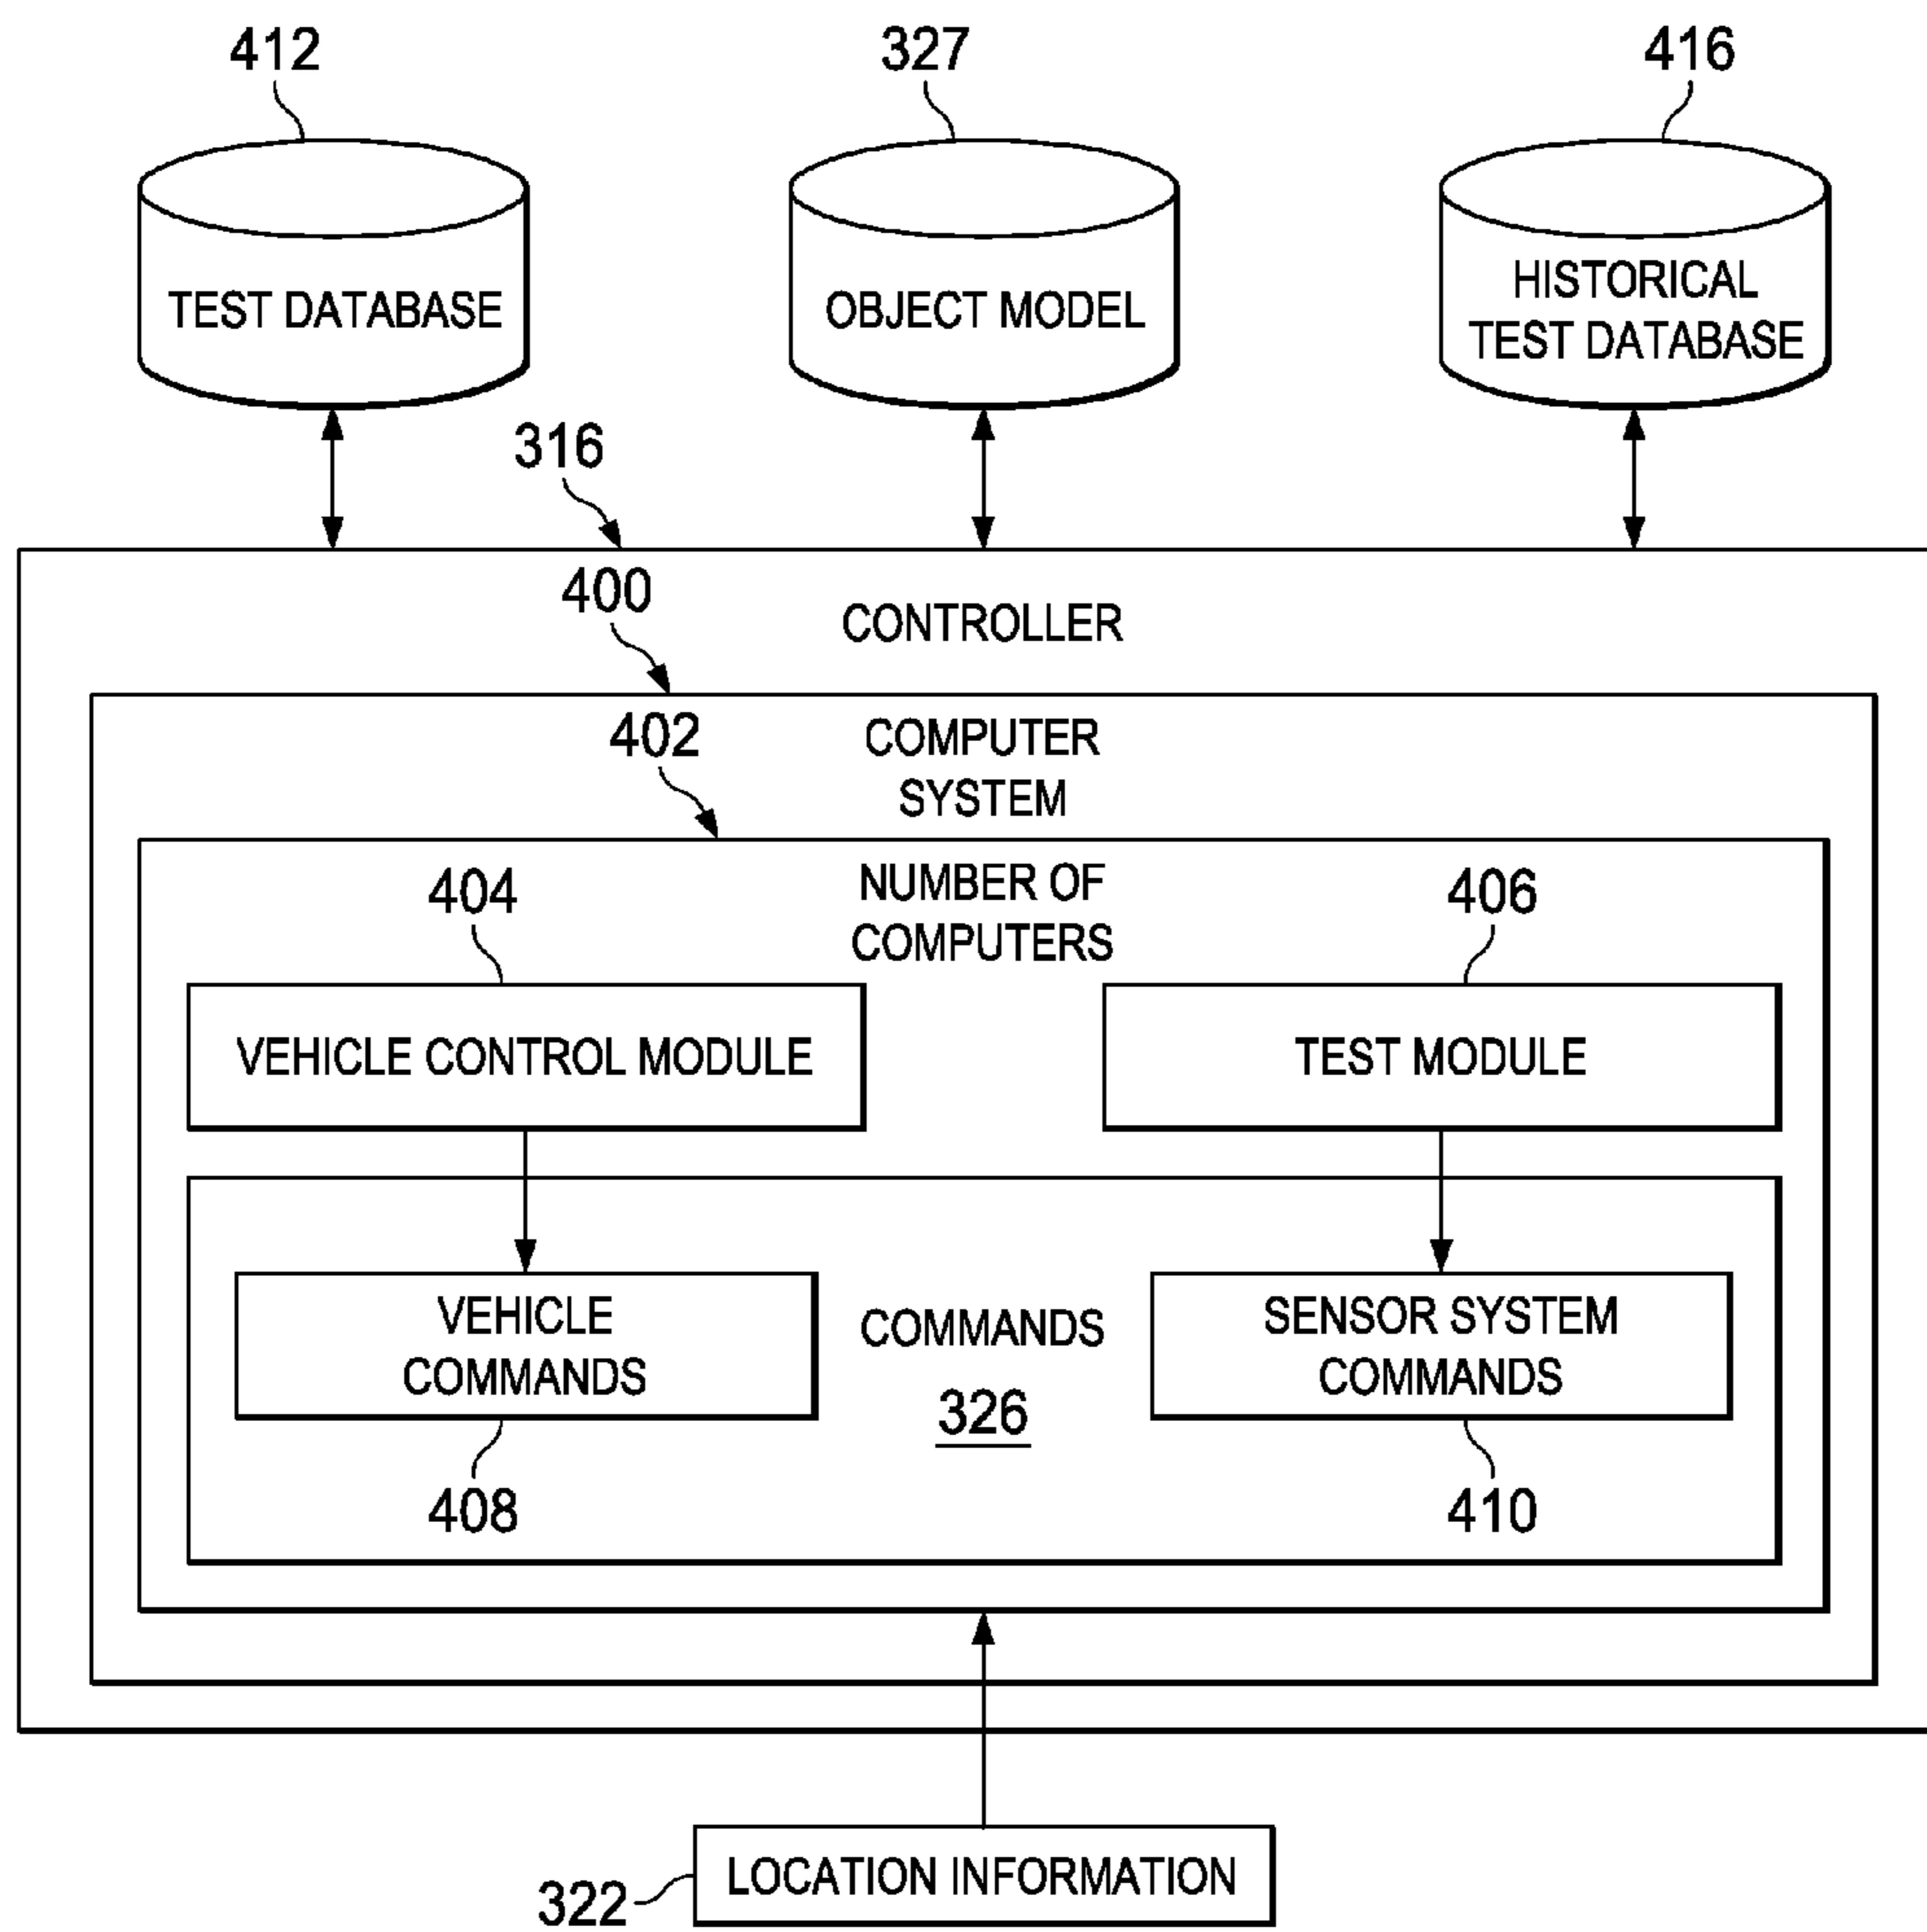 412
327
416
TEST DATABASE
OBJECT MODEL
HISTORICAL
TEST DATABASE
316
400
CONTROLLER
402
COMPUTER
SYSTEM
404
NUMBER OF
COMPUTERS
406
VEHICLE CONTROL MODULE
TEST MODULE
VEHICLE
COMMANDS
COMMANDS
326
SENSOR SYSTEM
COMMANDS
408
410
322
LOCATION INFORMATION